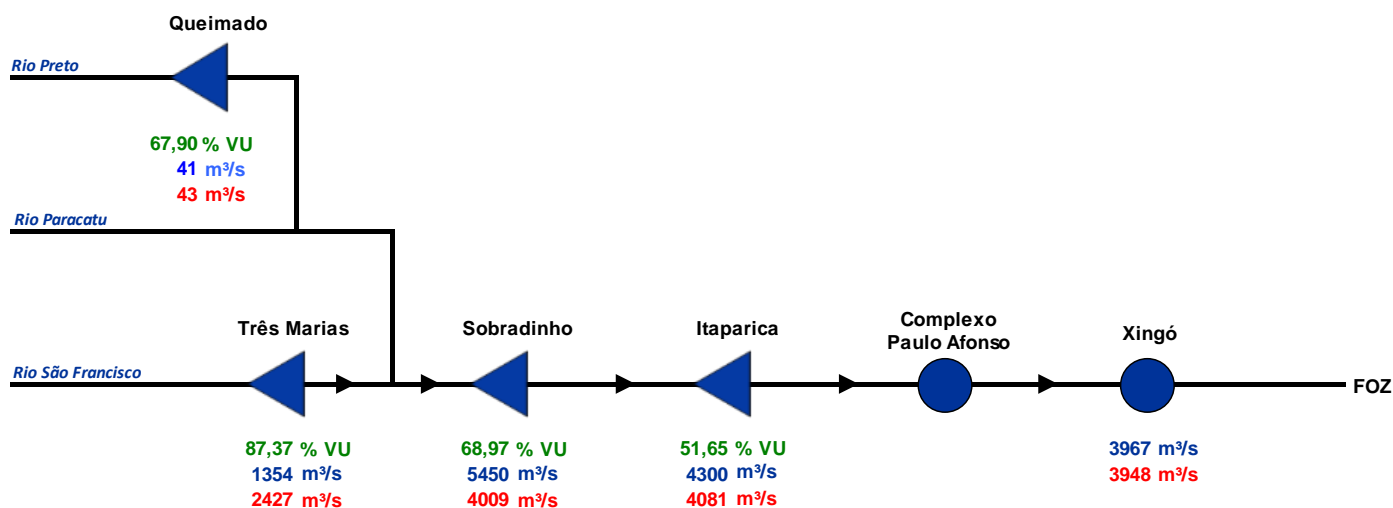 Queimado
Rio Preto
67,90 % VU
41 m³/s
43 m³/s
Rio Paracatu
Três Marias
Sobradinho
Itaparica
Complexo
Paulo Afonso
Xingó
Rio São Francisco
FOZ
87,37 % VU
1354 m³/s
2427 m³/s
68,97 % VU
5450 m³/s
4009 m³/s
51,65 % VU
4300 m³/s
4081 m³/s
3967 m³/s
3948 m³/s